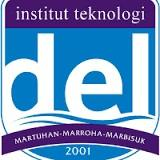 institut teknologi
del
MARTUHAN-MARROHA-MARBISUK
2001